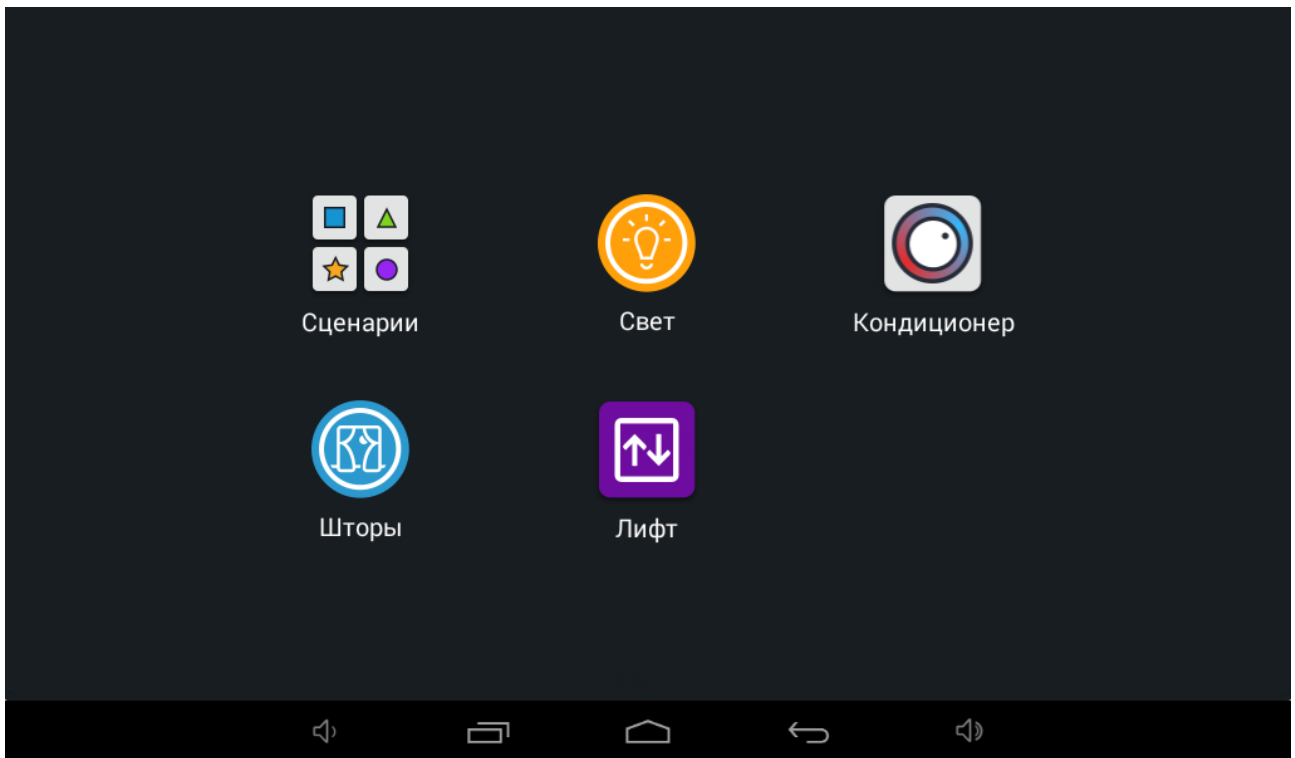 Сценарии
Свет
Кондиционер
Шторы
Лифт